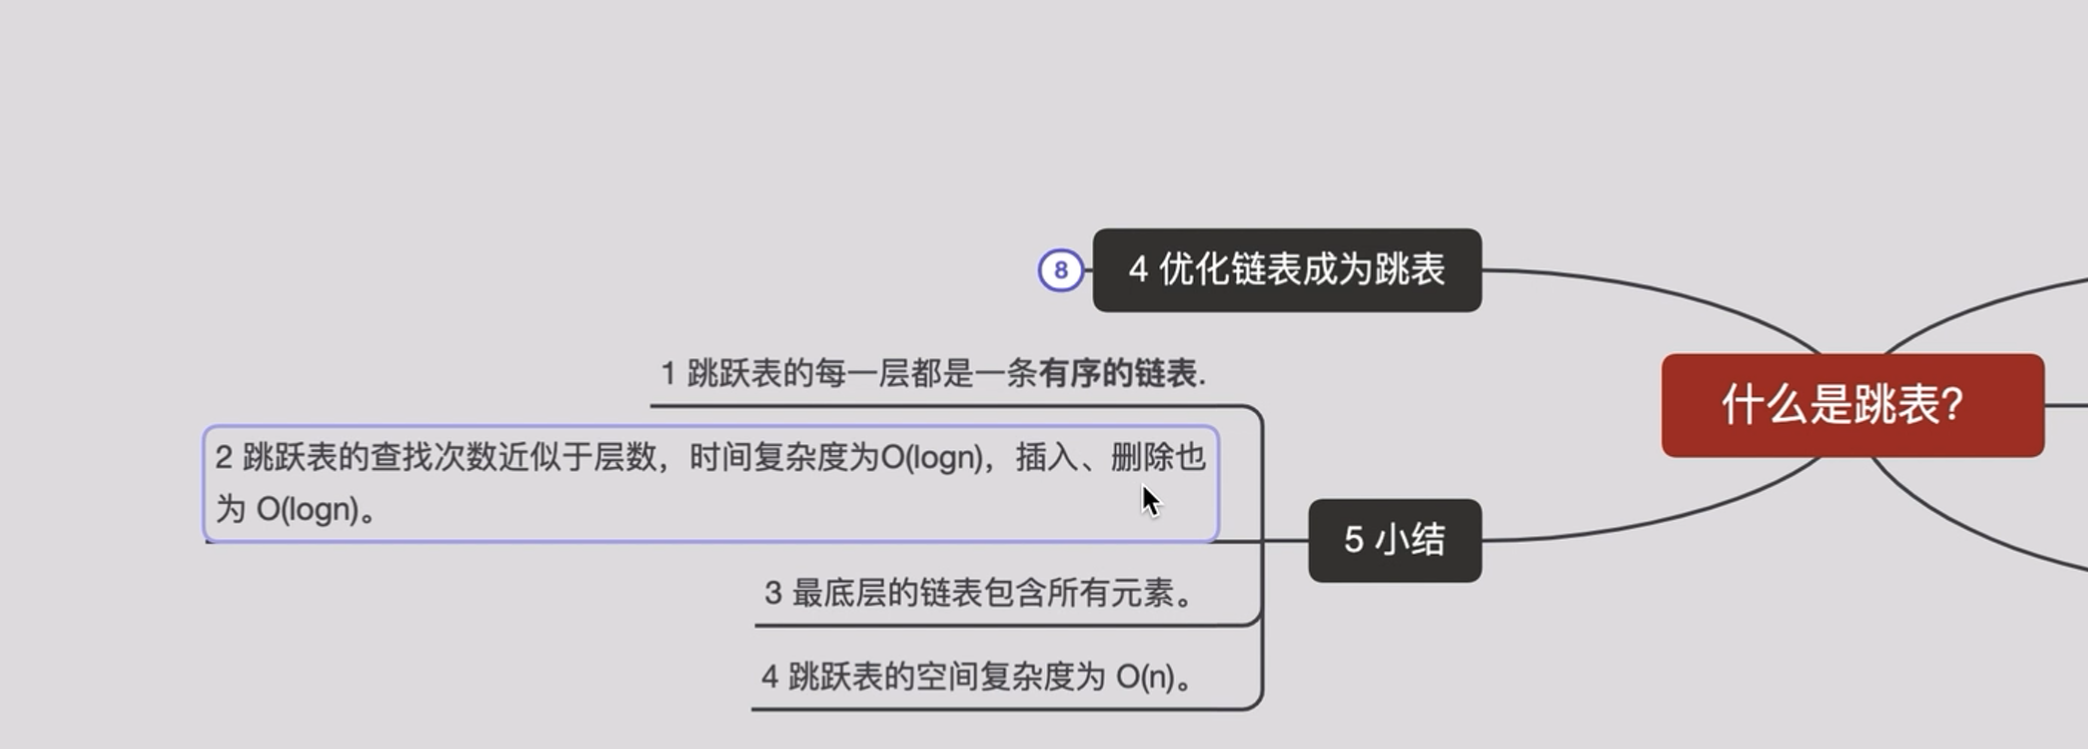 8
4 优化链表成为跳表
1 跳跃表的每一层都是一条有序的链表.
什么是跳表?
2 跳跃表的查找次数近似于层数，时间复杂度为O(logn)，插入、删除也
为 O(logn)。
5 小结
3 最底层的链表包含所有元素。
4 跳跃表的空间复杂度为 O(n)。